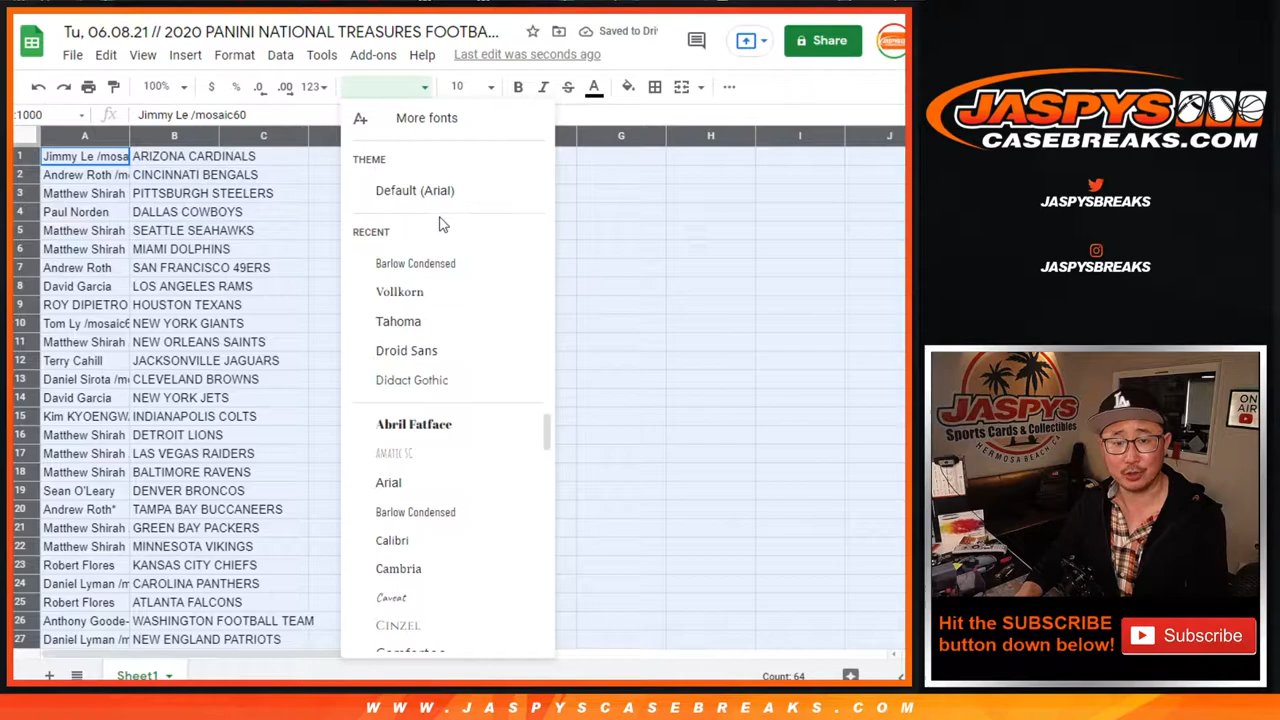 Tu, 06.08.21 // 2020 PANINI NATIONAL TREASURES FOOTBA...
Saved to Dri
Share
File Edit View Insert Format Data Tools Add-ons Help Last edit was seconds ago
100% $ % .0 .00 123 10 B I S A
:1000 fx Jimmy Le /mosaic60
A B C G H I J
1 Jimmy Le /mosa ARIZONA CARDINALS
2 Andrew Roth /m CINCINNATI BENGALS
3 Matthew Shirah PITTSBURGH STEELERS
4 Paul Norden DALLAS COWBOYS
5 Matthew Shirah SEATTLE SEAHAWKS
6 Matthew Shirah MIAMI DOLPHINS
7 Andrew Roth SAN FRANCISCO 49ERS
8 David Garcia LOS ANGELES RAMS
9 ROY DIPIETRO HOUSTON TEXANS
10 Tom Ly /mosaic6 NEW YORK GIANTS
11 Matthew Shirah NEW ORLEANS SAINTS
12 Terry Cahill JACKSONVILLE JAGUARS
13 Daniel Sirota /m CLEVELAND BROWNS
14 David Garcia NEW YORK JETS
15 Kim KYOENGW INDIANAPOLIS COLTS
16 Matthew Shirah DETROIT LIONS
17 Matthew Shirah LAS VEGAS RAIDERS
18 Matthew Shirah BALTIMORE RAVENS
19 Sean O'Leary DENVER BRONCOS
20 Andrew Roth* TAMPA BAY BUCCANEERS
21 Matthew Shirah GREEN BAY PACKERS
22 Matthew Shirah MINNESOTA VIKINGS
23 Robert Flores KANSAS CITY CHIEFS
24 Daniel Lyman /m CAROLINA PANTHERS
25 Robert Flores ATLANTA FALCONS
26 Anthony Goode- WASHINGTON FOOTBALL TEAM
27 Daniel Lyman /m NEW ENGLAND PATRIOTS
More fonts
THEME
Default (Arial)
RECENT
Barlow Condensed
Vollkorn
Tahoma
Droid Sans
Didact Gothic
Abril Fatface
AMATIC SC
Arial
Barlow Condensed
Calibri
Cambria
Caveat
CINZEL
Sheet1
Count: 64
JASPYS
CASEBREAKS.COM
JASPYSBREAKS
JASPYSBREAKS
JASPYS
Sports Cards & Collectibles
HERMOSA BEACH, CA
LA
ON
AIR
Hit the SUBSCRIBE
button down below!
Subscribe
WWW.JASPYSCASEBREAKS.COM